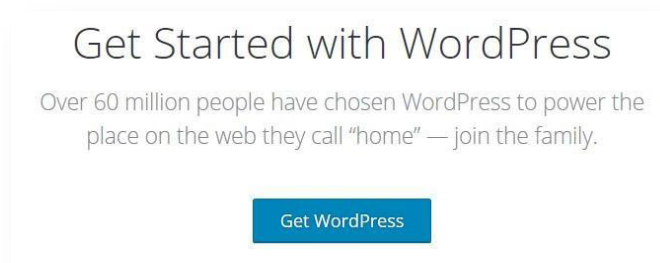 Get Started with WordPress
Over 60 million people have chosen WordPress to power the
place on the web they call “home” — join the family.
Get WordPress